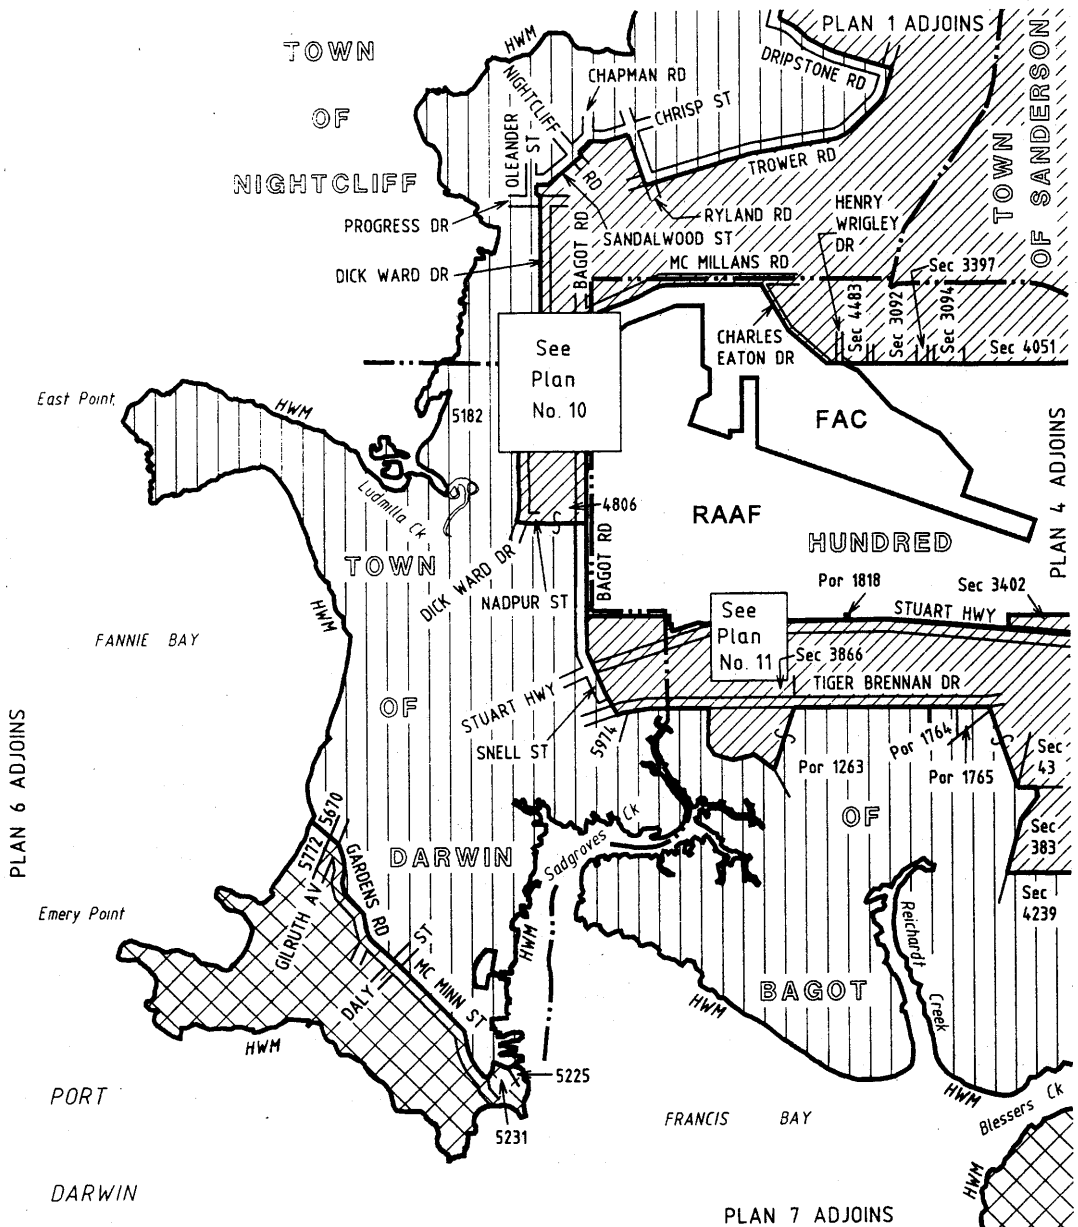 PLAN 1 ADJOINS
TOWN
OF
NIGHTCLIFF
HWM
NIGHTCLIFF
RD
CHAPMAN RD
CHRISP ST
DRIPSTONE RD
OLEANDER
ST
TROWER RD
TOWN
OF SANDERSON
PROGRESS DR
RYLAND RD
SANDALWOOD ST
HENRY
WRIGLEY
DR
DICK WARD DR
BAGOT RD
MC MILLANS RD
Sec 3397
Sec 4483
Sec 3092
Sec 3094
Sec 4051
CHARLES
EATON DR
See
Plan
No. 10
East Point
HWM
5182
FAC
PLAN 4 ADJOINS
Ludmilla Ck
4806
RAAF
HUNDRED
TOWN
DICK WARD DR
NADPUR ST
BAGOT RD
Por 1818
Sec 3402
STUART HWY
HWM
See
Plan
No. 11
FANNIE BAY
Sec 3866
TIGER BRENNAN DR
OF
STUART HWY
SNELL ST
5974
Por 1263
Por 1764
Por 1765
Sec
43
PLAN 6 ADJOINS
OF
Sec
383
5670
5772
GARDENS RD
DARWIN
Sadgroves Ck
Sec
4239
Emery Point
GILRUTH AV
DALY
ST
MC MINN ST
HWM
Reichardt
Creek
BAGOT
HWM
HWM
5225
5231
PORT
DARWIN
FRANCIS BAY
HWM
Blessers Ck
HWM
PLAN 7 ADJOINS